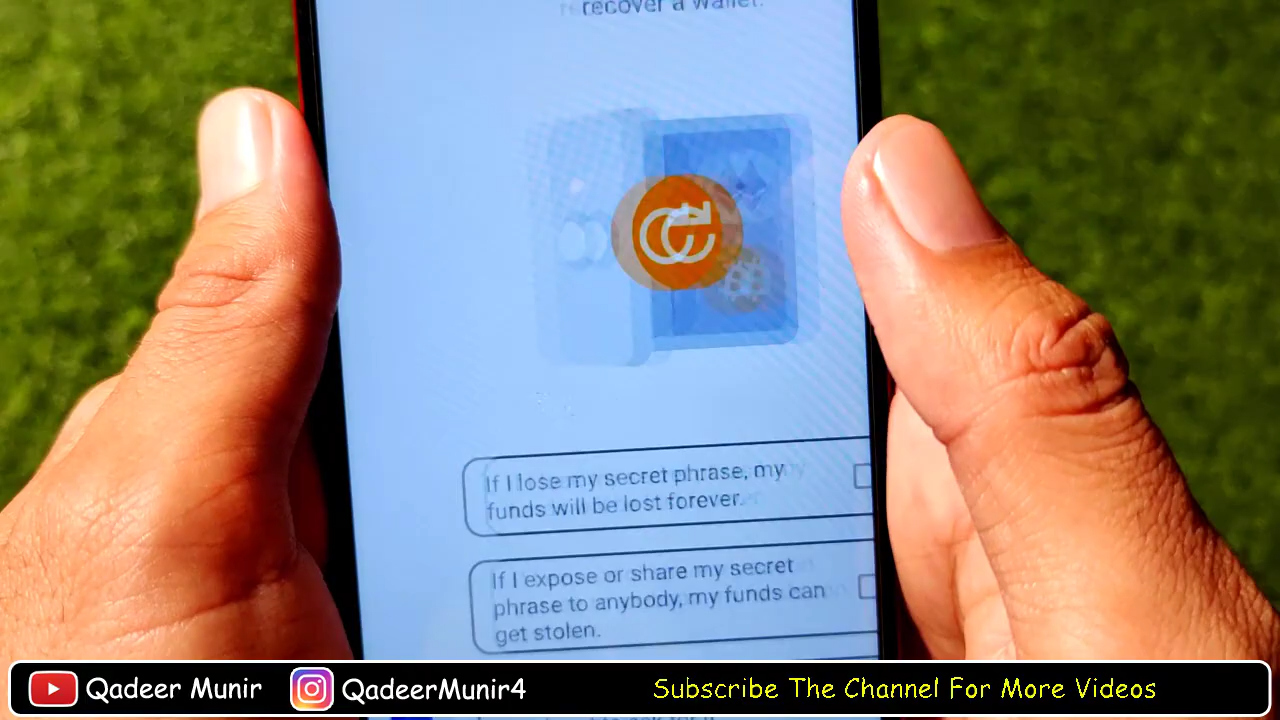 recover a wallet.
If I lose my secret phrase, my
funds will be lost forever.
If I expose or share my secret
phrase to anybody, my funds can
get stolen.
Qadeer Munir
QadeerMunir4
Subscribe The Channel For More Videos